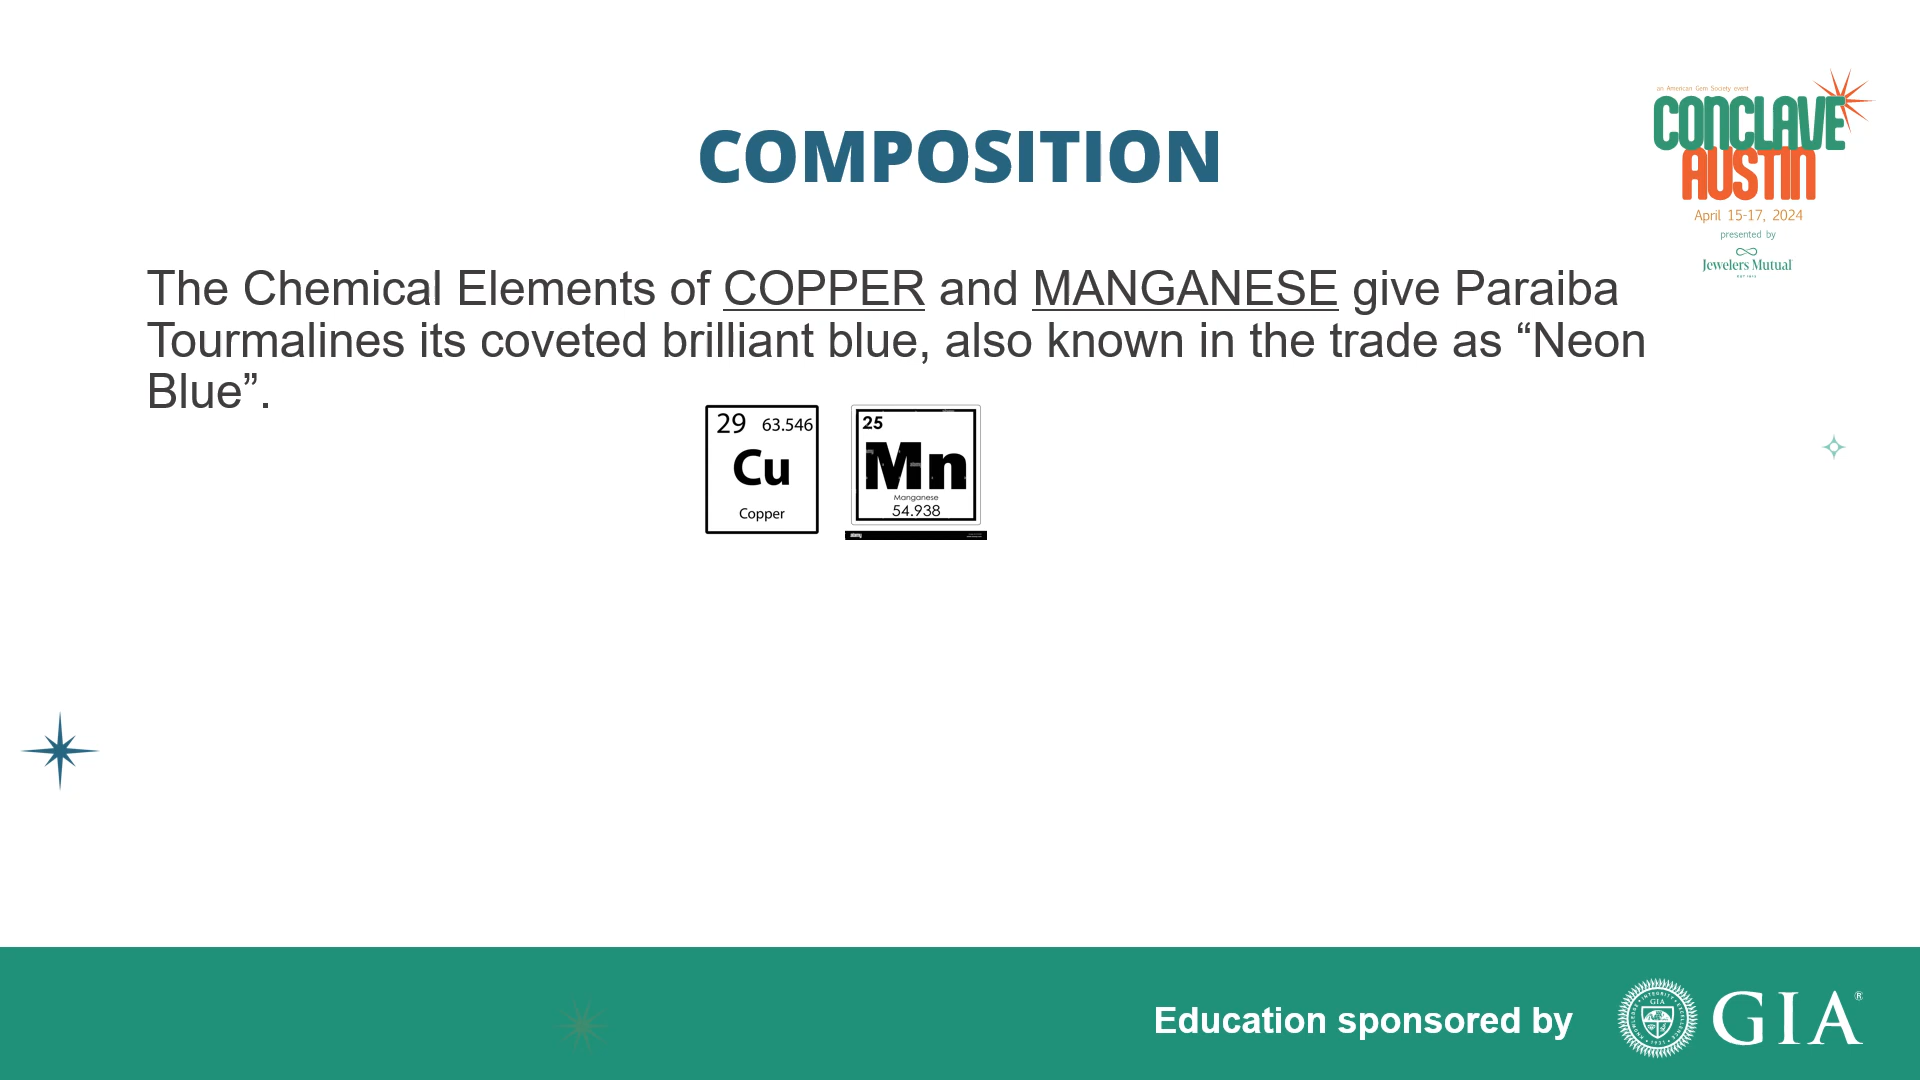 an American Gem Society event
CONCLAVE
AUSTIN
April 15-17, 2024
presented by
Jewelers Mutual
COMPOSITION
The Chemical Elements of COPPER and MANGANESE give Paraiba
Tourmalines its coveted brilliant blue, also known in the trade as “Neon
Blue”.
29 63.546
Cu
Copper
25
Mn
Manganese
54.938
alamy
Education sponsored by
GIA
GIA®